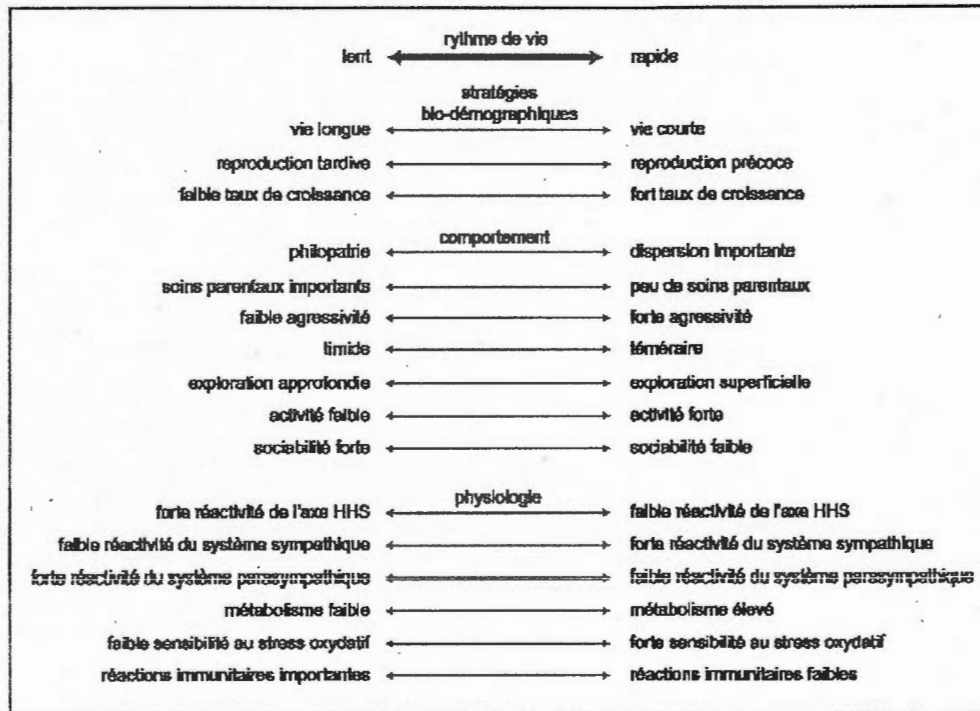 rythme de vie
lent rapide
stratégies
bio-démographiques
vie longue vie courte
reproduction tardive reproduction précoce
faible taux de croissance fort taux de croissance
comportement
philopatrie dispersion importante
soins parentaux importants peu de soins parentaux
faible agressivité forte agressivité
timide téméraire
exploration approfondie exploration superficielle
activité faible activité forte
sociabilité forte sociabilité faible
physiologie
forte réactivité de l'axe HHS faible réactivité de l'axe HHS
faible réactivité du système sympathique forte réactivité du système sympathique
forte réactivité du système parasympathique faible réactivité du système parasympathique
métabolisme faible métabolisme élevé
faible sensibilité au stress oxydatif forte sensibilité au stress oxydatif
réactions immunitaires importantes réactions immunitaires faibles